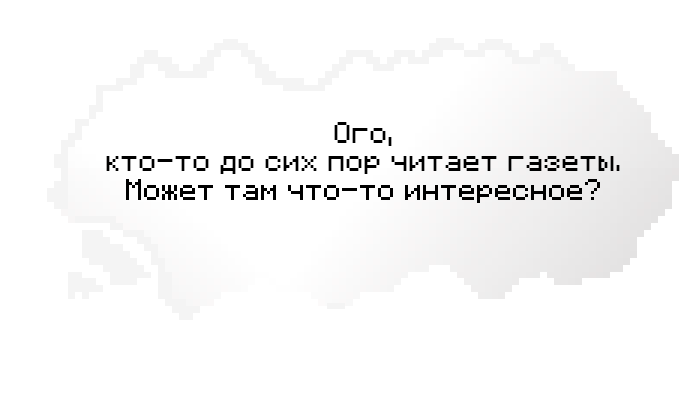 Ого,
кто-то до сих пор читает газеты.
Может там что-то интересное?